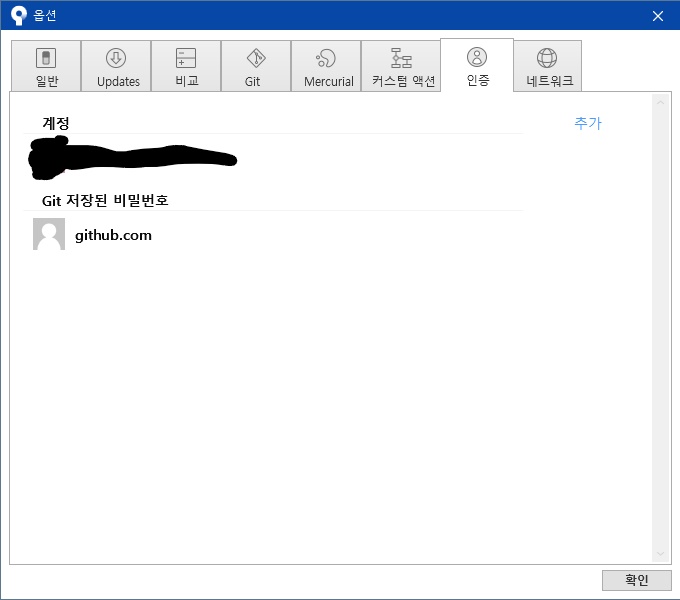 옵션
일반
Updates
비교
Git
Mercurial
커스텀 액션
인증
네트워크
계정
추가
Git 저장된 비밀번호
github.com
확인